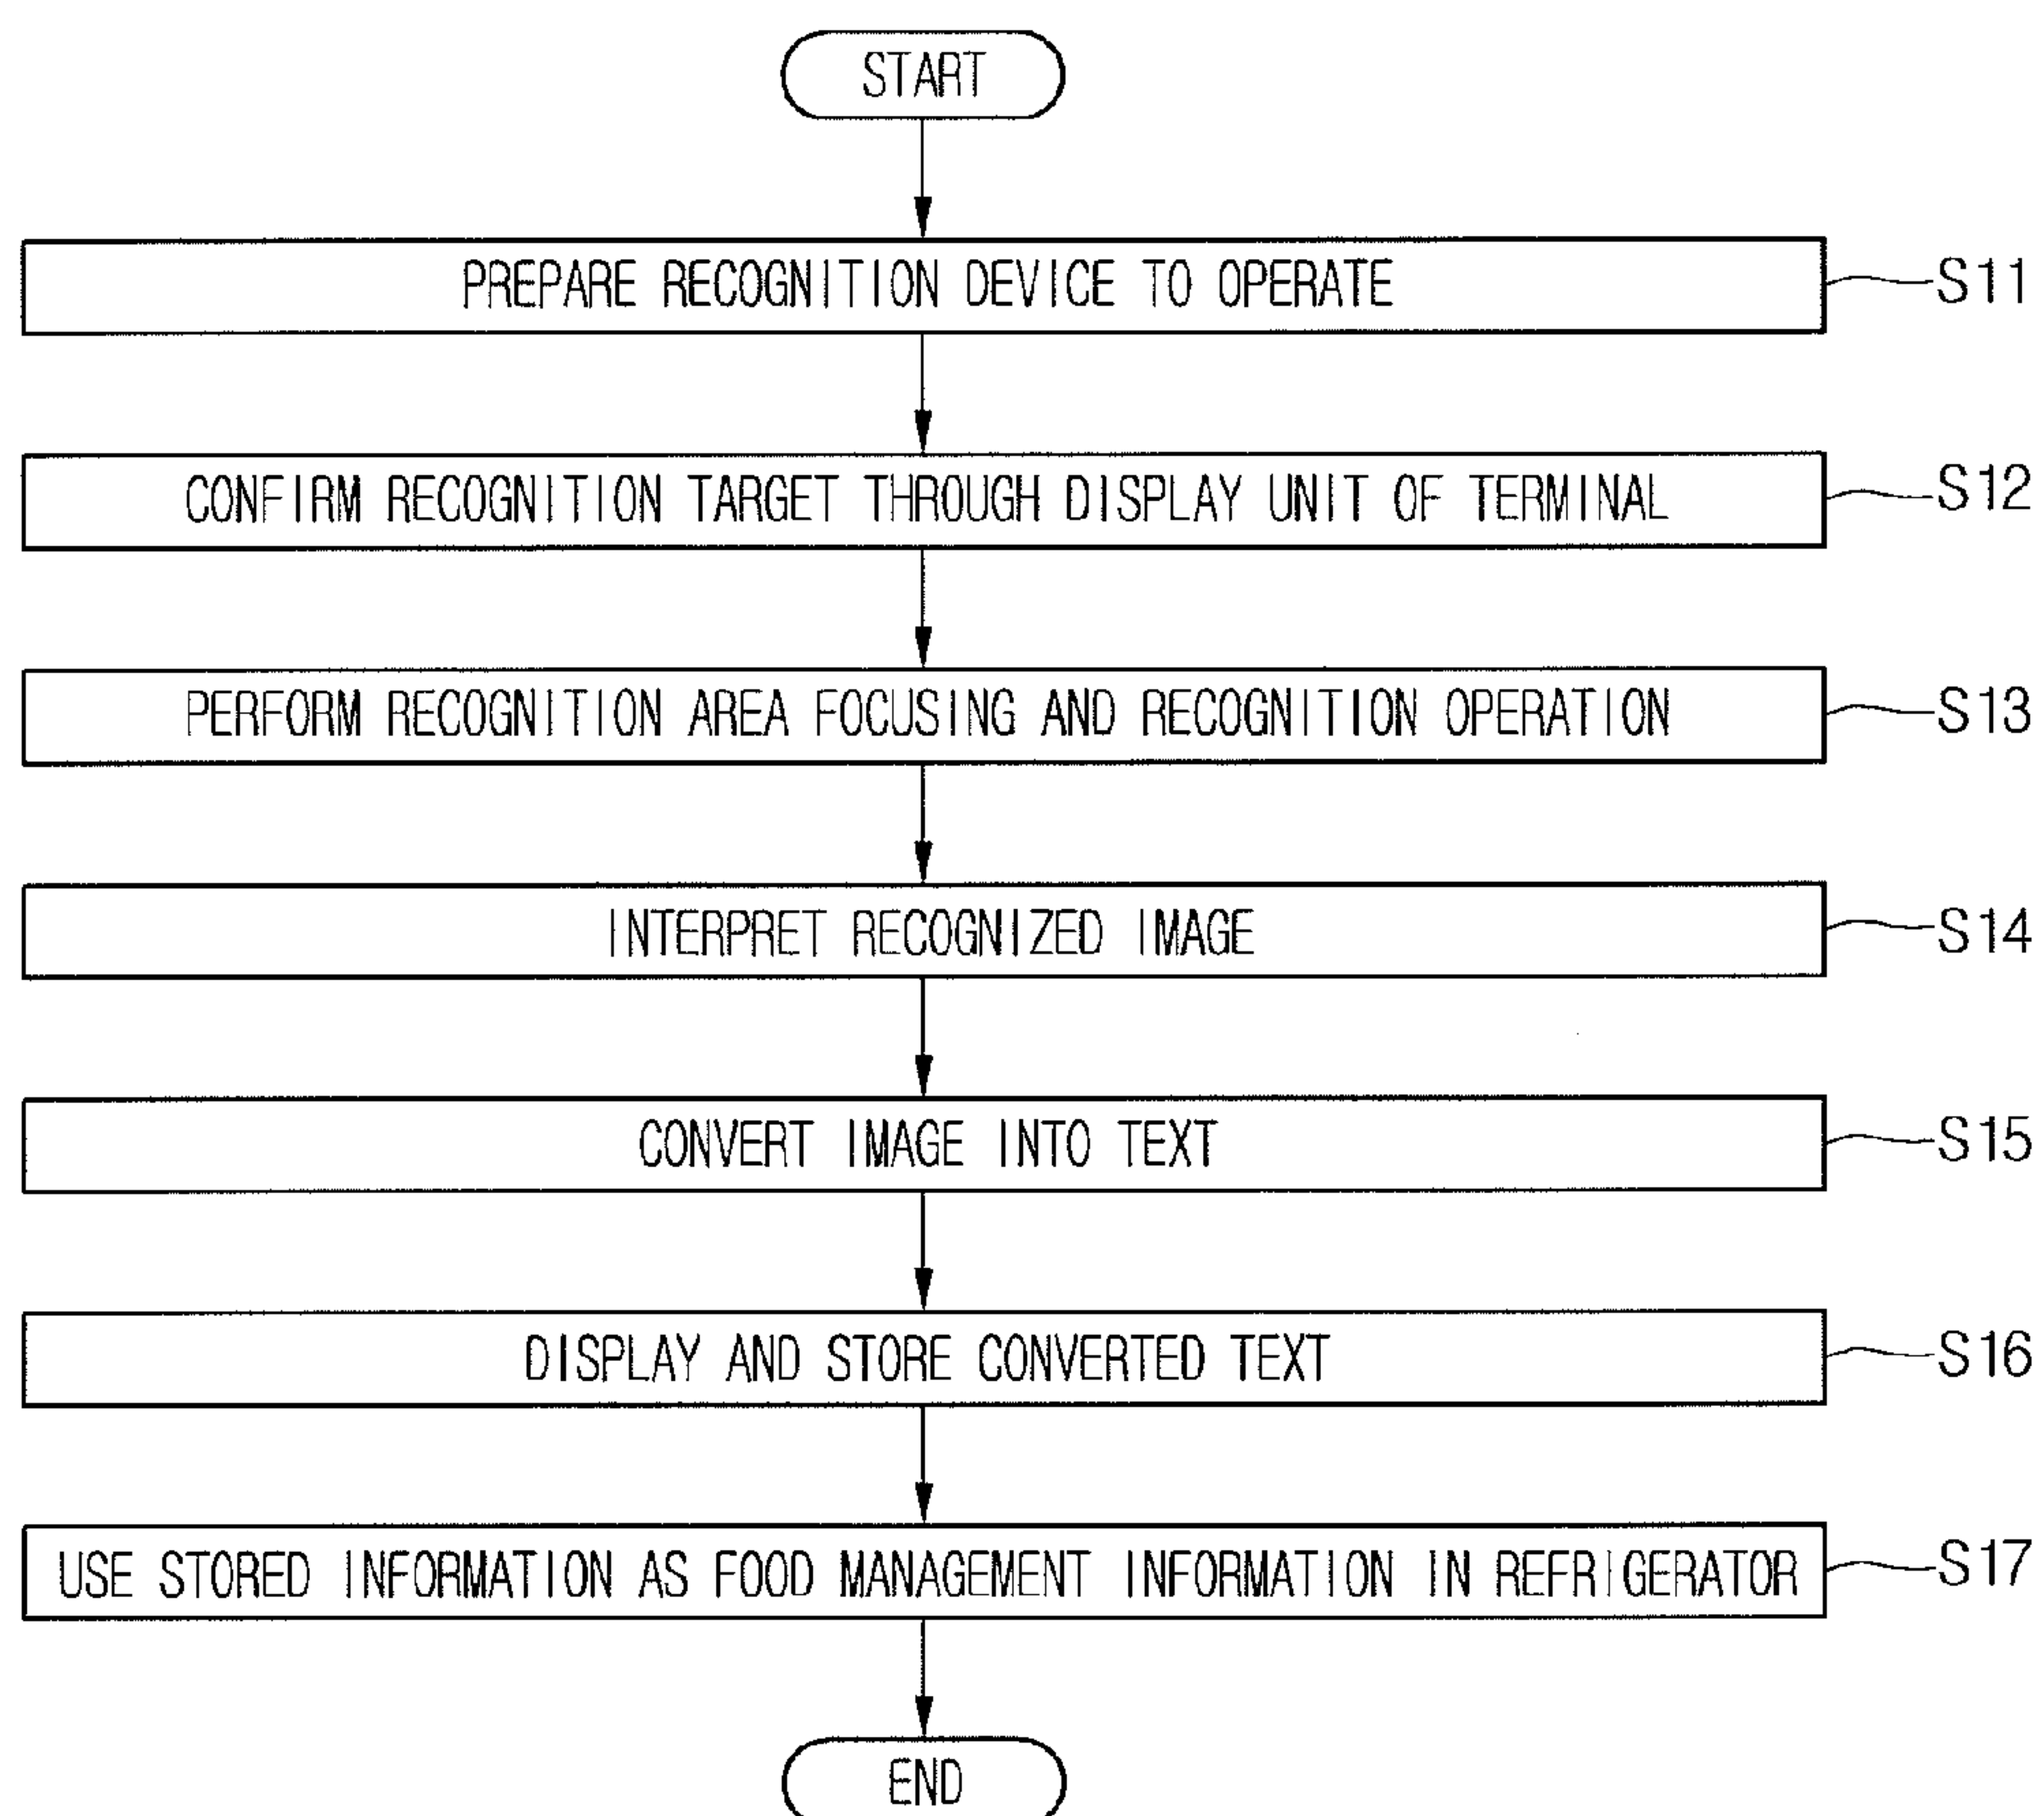 START
PREPARE RECOGNITION DEVICE TO OPERATE
S11
CONFIRM RECOGNITION TARGET THROUGH DISPLAY UNIT OF TERMINAL
S12
PERFORM RECOGNITION AREA FOCUSING AND RECOGNITION OPERATION
S13
INTERPRET RECOGNIZED IMAGE
S14
CONVERT IMAGE INTO TEXT
S15
DISPLAY AND STORE CONVERTED TEXT
S16
USE STORED INFORMATION AS FOOD MANAGEMENT INFORMATION IN REFRIGERATOR
S17
END